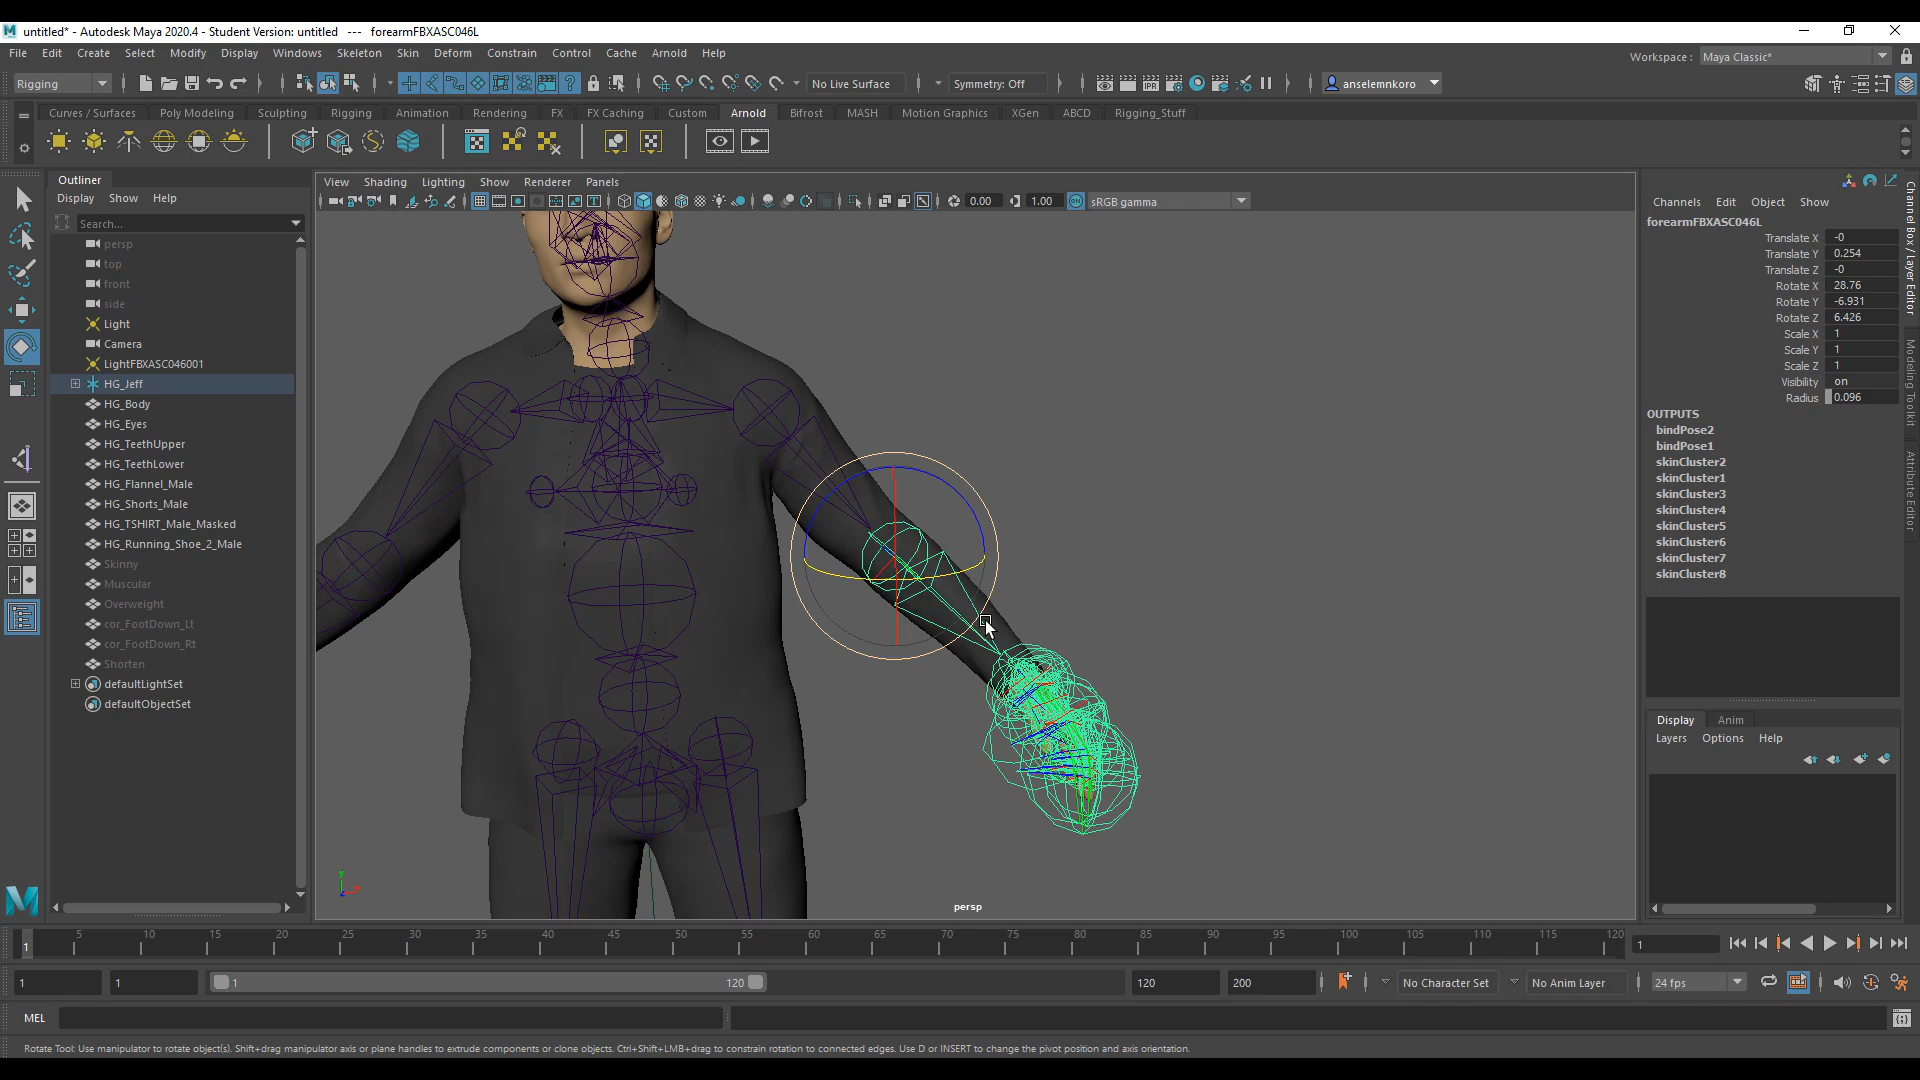 untitled* - Autodesk Maya 2020.4 - Student Version: untitled   ---   forearmFBXASC046L
File Edit Create Select Modify Display Windows Skeleton Skin Deform Constrain Control Cache Arnold Help
Workspace : Maya Classic*
Rigging No Live Surface Symmetry: Off IPR anselemnkoro
Curves / Surfaces Poly Modeling Sculpting Rigging Animation Rendering FX FX Caching Custom Arnold Bifrost MASH Motion Graphics XGen ABCD Rigging_Stuff
Outliner
Display Show Help
Search...
persp
top
front
side
Light
Camera
LightFBXASC046001
HG_Jeff
HG_Body
HG_Eyes
HG_TeethUpper
HG_TeethLower
HG_Flannel_Male
HG_Shorts_Male
HG_TSHIRT_Male_Masked
HG_Running_Shoe_2_Male
Skinny
Muscular
Overweight
cor_FootDown_Lt
cor_FootDown_Rt
Shorten
defaultLightSet
defaultObjectSet
View Shading Lighting Show Renderer Panels
0.00 1.00 sRGB gamma
y
persp
Channels Edit Object Show
forearmFBXASC046L
Translate X -0
Translate Y 0.254
Translate Z -0
Rotate X 28.76
Rotate Y -6.931
Rotate Z 6.426
Scale X 1
Scale Y 1
Scale Z 1
Visibility on
Radius 0.096
OUTPUTS
bindPose2
bindPose1
skinCluster2
skinCluster1
skinCluster3
skinCluster4
skinCluster5
skinCluster6
skinCluster7
skinCluster8
Display Anim
Layers Options Help
Channel Box / Layer Editor
Modeling Toolkit
Attribute Editor
1 5 10 15 20 25 30 35 40 45 50 55 60 65 70 75 80 85 90 95 100 105 110 115 120 1
1 1 1 120 120 200 No Character Set No Anim Layer 24 fps
MEL
Rotate Tool: Use manipulator to rotate object(s). Shift+drag manipulator axis or plane handles to extrude components or clone objects. Ctrl+Shift+LMB+drag to constrain rotation to connected edges. Use D or INSERT to change the pivot position and axis orientation.